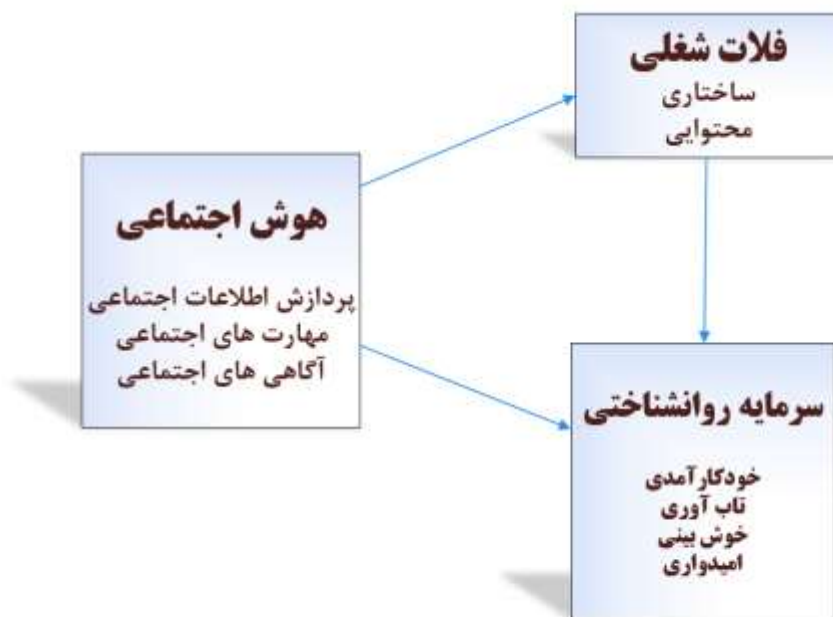 فلات شغلی
ساختاری
محتوایی
هوش اجتماعی
پردازش اطلاعات اجتماعی
مهارت های اجتماعی
آگاهی های اجتماعی
سرمایه روانشناختی
خودکارآمدی
تاب آوری
خوش بینی
امیدواری